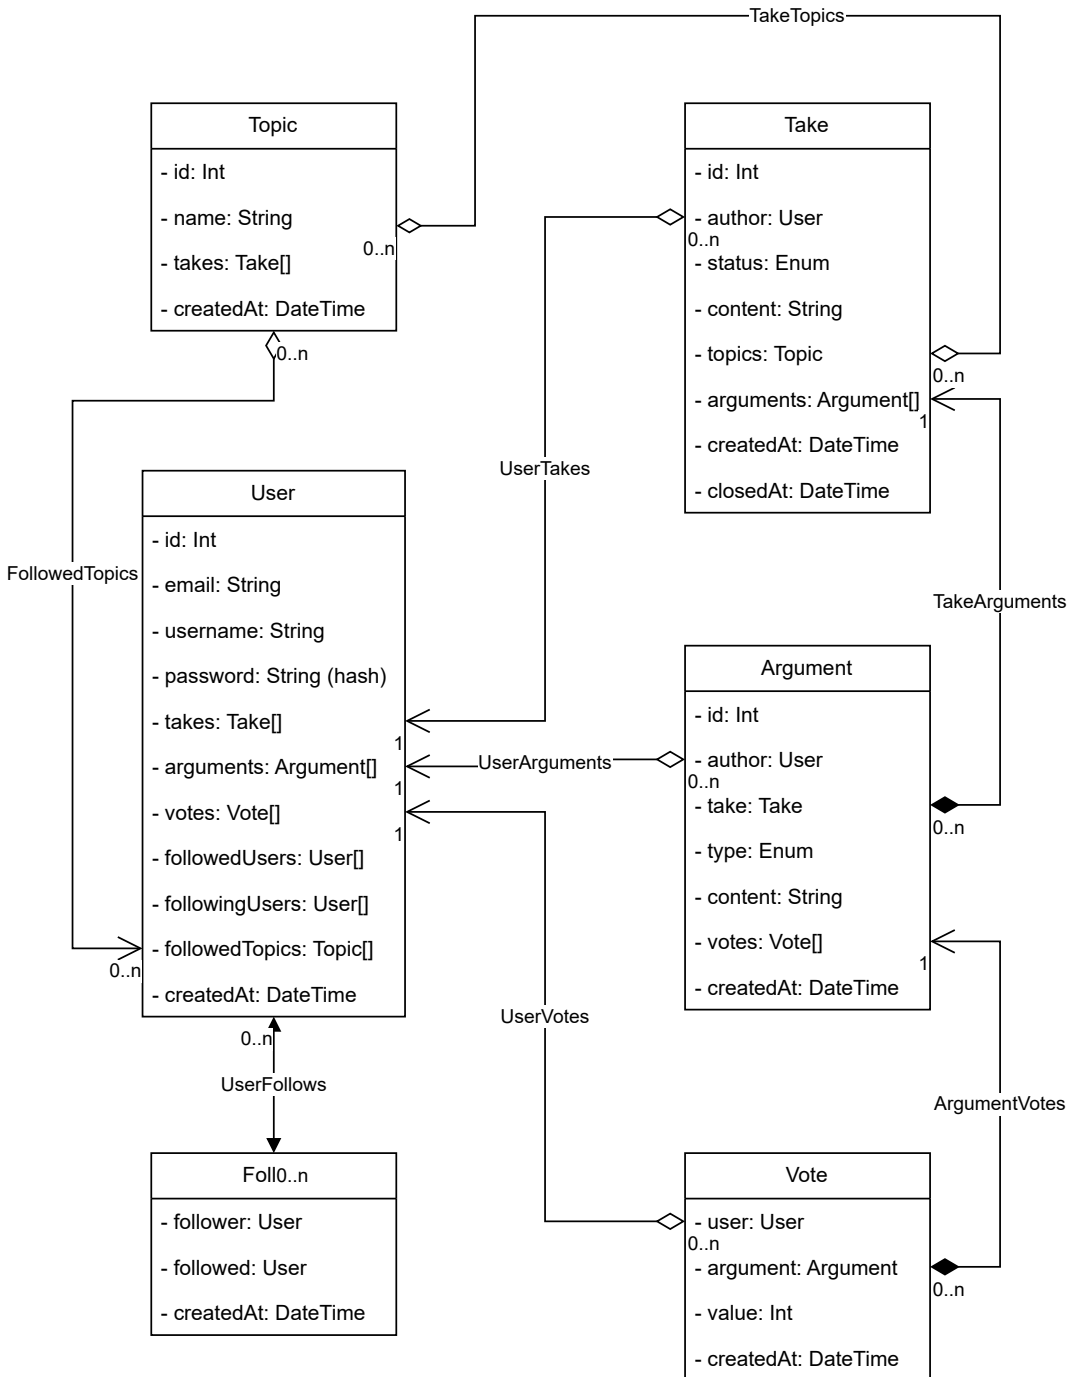 TakeTopics
Topic
- id: Int
- name: String
- takes: Take[]
- createdAt: DateTime
0..n
0..n
Take
- id: Int
- author: User
0..n
- status: Enum
- content: String
- topics: Topic
0..n
- arguments: Argument[]
1
- createdAt: DateTime
- closedAt: DateTime
UserTakes
FollowedTopics
TakeArguments
User
- id: Int
- email: String
- username: String
- password: String (hash)
- takes: Take[]
1
- arguments: Argument[]
1
- votes: Vote[]
1
- followedUsers: User[]
- followingUsers: User[]
- followedTopics: Topic[]
0..n
- createdAt: DateTime
0..n
UserArguments
Argument
- id: Int
- author: User
0..n
- take: Take
0..n
- type: Enum
- content: String
- votes: Vote[]
1
- createdAt: DateTime
UserVotes
UserFollows
ArgumentVotes
Foll0..n
- follower: User
- followed: User
- createdAt: DateTime
Vote
- user: User
0..n
- argument: Argument
0..n
- value: Int
- createdAt: DateTime